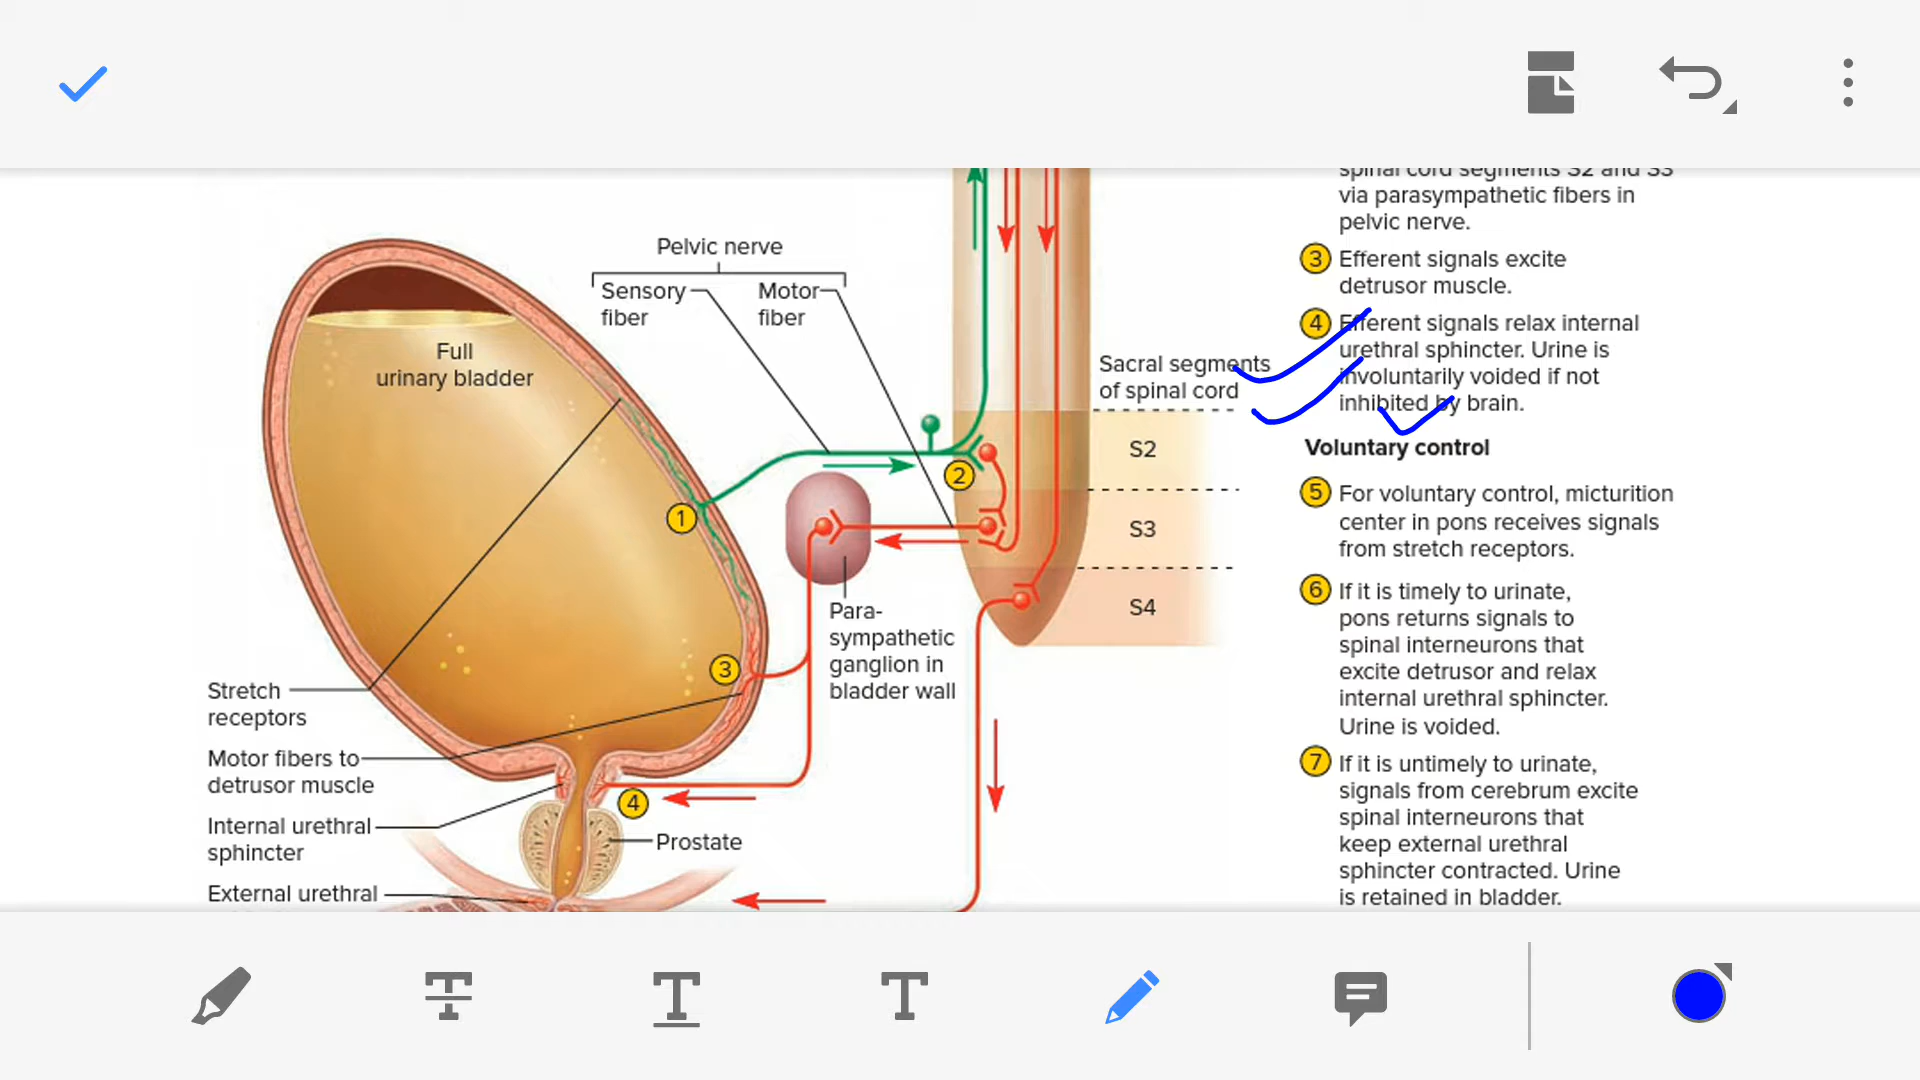 Pelvic nerve
Sensory
fiber
Motor
fiber
Full
urinary bladder
1
2
3
4
Para-
sympathetic
ganglion in
bladder wall
Stretch
receptors
Motor fibers to
detrusor muscle
Internal urethral
sphincter
External urethral
Prostate
Sacral segments
of spinal cord
S2
S3
S4
spinal cord segments S2 and S3
via parasympathetic fibers in
pelvic nerve.
3 Efferent signals excite
detrusor muscle.
4 Efferent signals relax internal
urethral sphincter. Urine is
involuntarily voided if not
inhibited by brain.
Voluntary control
5 For voluntary control, micturition
center in pons receives signals
from stretch receptors.
6 If it is timely to urinate,
pons returns signals to
spinal interneurons that
excite detrusor and relax
internal urethral sphincter.
Urine is voided.
7 If it is untimely to urinate,
signals from cerebrum excite
spinal interneurons that
keep external urethral
sphincter contracted. Urine
is retained in bladder.
T
T
T